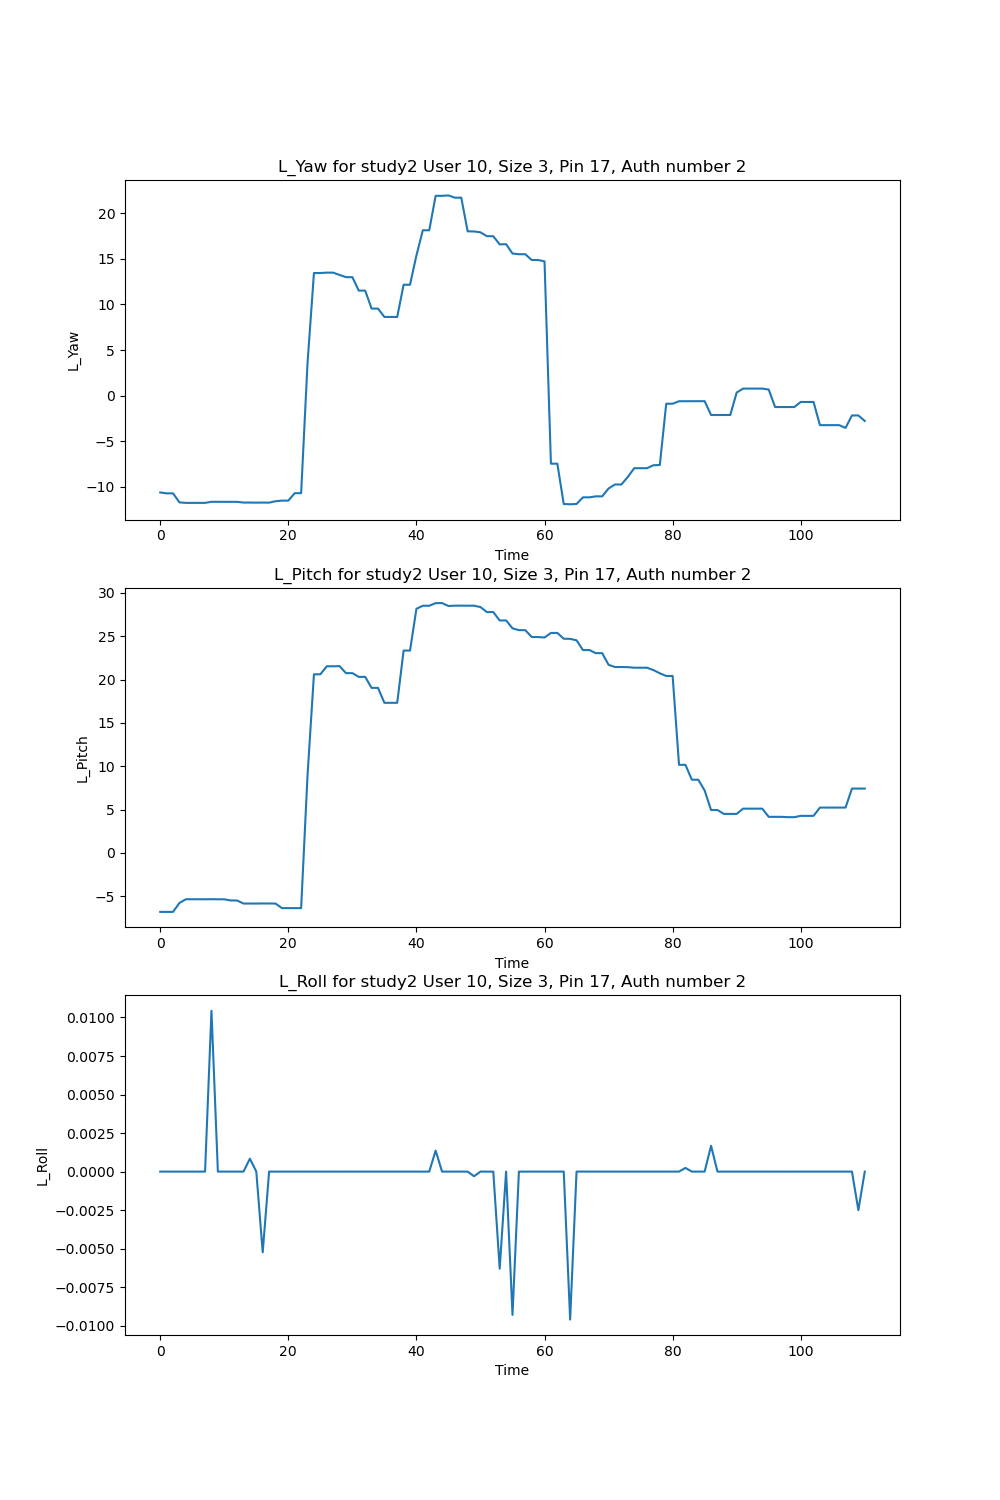 L_Yaw for study2 User 10, Size 3, Pin 17, Auth number 2
20
15
10
5
0
−5
−10
L_Yaw
0 20 40 60 80 100
Time
L_Pitch for study2 User 10, Size 3, Pin 17, Auth number 2
30
25
20
15
10
5
0
−5
L_Pitch
0 20 40 60 80 100
Time
L_Roll for study2 User 10, Size 3, Pin 17, Auth number 2
0.0100
0.0075
0.0050
0.0025
0.0000
−0.0025
−0.0050
−0.0075
−0.0100
L_Roll
0 20 40 60 80 100
Time